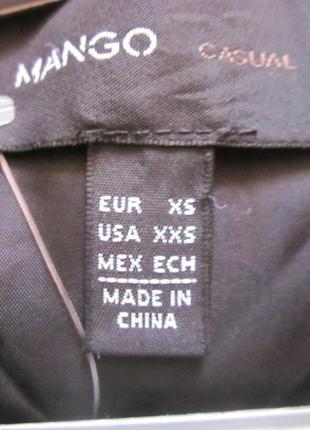 MANGO CASUAL
EUR XS
USA XXS
MEX ECH
MADE IN
CHINA